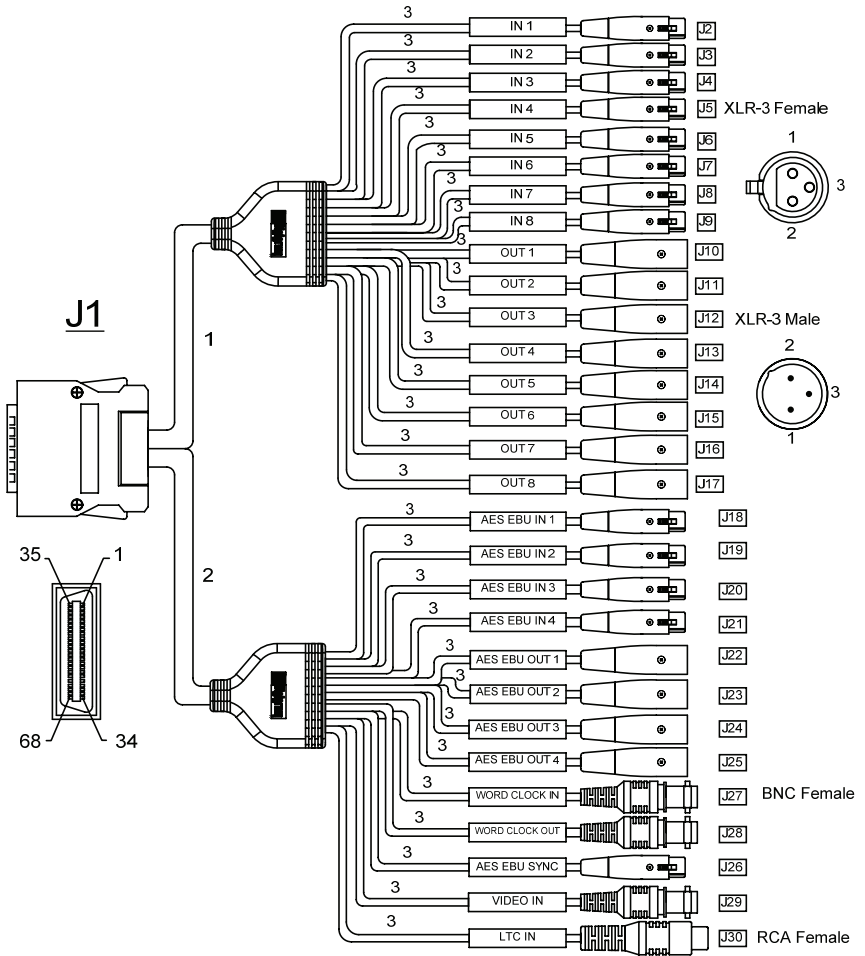 3 IN 1 J2
3 IN 2 J3
3 IN 3 J4
3 IN 4 J5 XLR-3 Female
3 IN 5 J6
3 IN 6 J7
3 IN 7 J8
3 IN 8 J9
1
3
2
3 OUT 1 J10
3 OUT 2 J11
3 OUT 3 J12 XLR-3 Male
3 OUT 4 J13
3 OUT 5 J14
3 OUT 6 J15
3 OUT 7 J16
3 OUT 8 J17
2
3
1
J1
1
2
35 1
68 34
3 AES EBU IN 1 J18
3 AES EBU IN 2 J19
3 AES EBU IN 3 J20
3 AES EBU IN 4 J21
3 AES EBU OUT 1 J22
3 AES EBU OUT 2 J23
3 AES EBU OUT 3 J24
3 AES EBU OUT 4 J25
3 WORD CLOCK IN J27 BNC Female
3 WORD CLOCK OUT J28
3 AES EBU SYNC J26
3 VIDEO IN J29
3 LTC IN J30 RCA Female